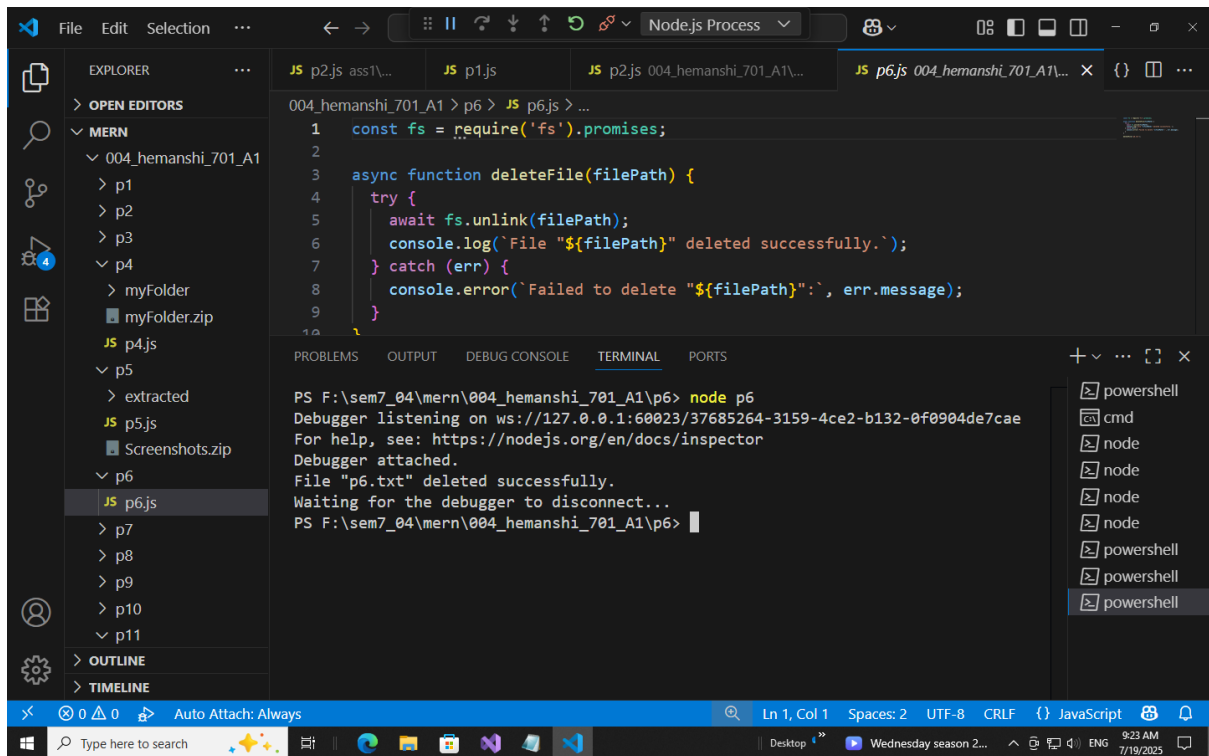 File Edit Selection ··· Node.js Process
EXPLORER ···
OPEN EDITORS
MERN
004_hemanshi_701_A1
p1
p2
p3
p4
myFolder
myFolder.zip
JS p4.js
p5
extracted
JS p5.js
Screenshots.zip
p6
JS p6.js
p7
p8
p9
p10
p11
OUTLINE
TIMELINE
JS p2.js ass1\... JS p1.js JS p2.js 004_hemanshi_701_A1\... JS p6.js 004_hemanshi_701_A1\... {} ···
004_hemanshi_701_A1 > p6 > JS p6.js > ...
1 const fs = require('fs').promises;
2
3 async function deleteFile(filePath) {
4 try {
5 await fs.unlink(filePath);
6 console.log(`File "${filePath}" deleted successfully.`);
7 } catch (err) {
8 console.error(`Failed to delete "${filePath}":`, err.message);
9 }
10 }
PROBLEMS OUTPUT DEBUG CONSOLE TERMINAL PORTS
PS F:\sem7_04\mern\004_hemanshi_701_A1\p6> node p6
Debugger listening on ws://127.0.0.1:60023/37685264-3159-4ce2-b132-0f0904de7cae
For help, see: https://nodejs.org/en/docs/inspector
Debugger attached.
File "p6.txt" deleted successfully.
Waiting for the debugger to disconnect...
PS F:\sem7_04\mern\004_hemanshi_701_A1\p6>
powershell
cmd
node
node
node
node
powershell
powershell
powershell
4
0 0 Auto Attach: Always Ln 1, Col 1 Spaces: 2 UTF-8 CRLF {} JavaScript
Type here to search Desktop Wednesday season 2... ENG 9:23 AM
7/19/2025